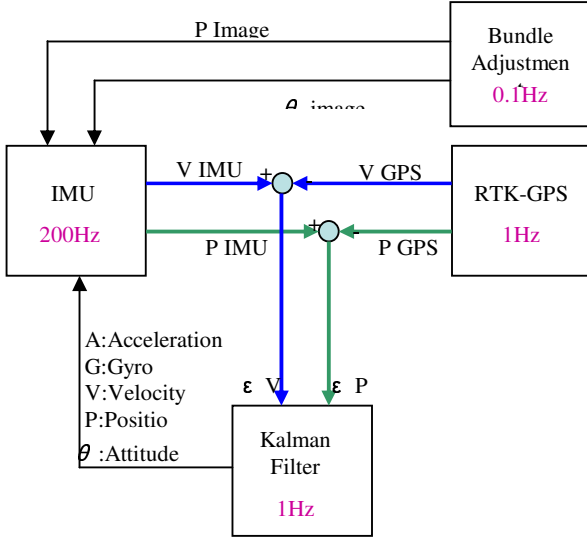 P Image
Bundle
Adjustmen
0.1Hz
θ image
V IMU
+
-
V GPS
IMU
200Hz
RTK-GPS
1Hz
P IMU
+
-
P GPS
A:Acceleration
G:Gyro
V:Velocity
P:Positio
θ :Attitude
ε V
ε P
Kalman
Filter
1Hz